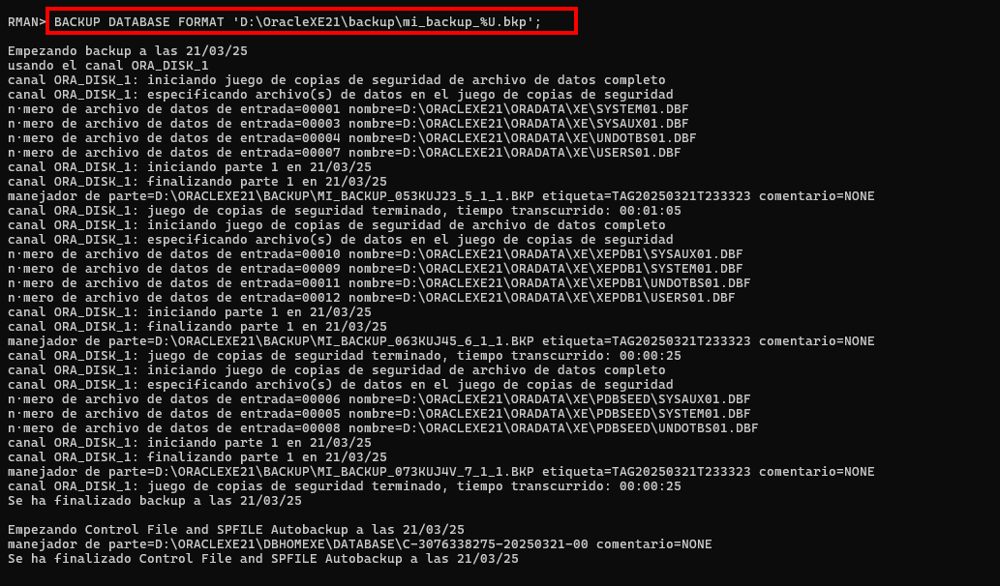 RMAN> BACKUP DATABASE FORMAT 'D:\OracleXE21\backup\mi_backup_%U.bkp';
Empezando backup a las 21/03/25
usando el canal ORA_DISK_1
canal ORA_DISK_1: iniciando juego de copias de seguridad de archivo de datos completo
canal ORA_DISK_1: especificando archivo(s) de datos en el juego de copias de seguridad
n·mero de archivo de datos de entrada=00001 nombre=D:\ORACLEXE21\ORADATA\XE\SYSTEM01.DBF
n·mero de archivo de datos de entrada=00003 nombre=D:\ORACLEXE21\ORADATA\XE\SYSAUX01.DBF
n·mero de archivo de datos de entrada=00004 nombre=D:\ORACLEXE21\ORADATA\XE\UNDOTBS01.DBF
n·mero de archivo de datos de entrada=00007 nombre=D:\ORACLEXE21\ORADATA\XE\USERS01.DBF
canal ORA_DISK_1: iniciando parte 1 en 21/03/25
canal ORA_DISK_1: finalizando parte 1 en 21/03/25
manejador de parte=D:\ORACLEXE21\BACKUP\MI_BACKUP_053KUJ23_5_1_1.BKP etiqueta=TAG20250321T233323 comentario=NONE
canal ORA_DISK_1: juego de copias de seguridad terminado, tiempo transcurrido: 00:01:05
canal ORA_DISK_1: iniciando juego de copias de seguridad de archivo de datos completo
canal ORA_DISK_1: especificando archivo(s) de datos en el juego de copias de seguridad
n·mero de archivo de datos de entrada=00010 nombre=D:\ORACLEXE21\ORADATA\XE\XEPDB1\SYSAUX01.DBF
n·mero de archivo de datos de entrada=00009 nombre=D:\ORACLEXE21\ORADATA\XE\XEPDB1\SYSTEM01.DBF
n·mero de archivo de datos de entrada=00011 nombre=D:\ORACLEXE21\ORADATA\XE\XEPDB1\UNDOTBS01.DBF
n·mero de archivo de datos de entrada=00012 nombre=D:\ORACLEXE21\ORADATA\XE\XEPDB1\USERS01.DBF
canal ORA_DISK_1: iniciando parte 1 en 21/03/25
canal ORA_DISK_1: finalizando parte 1 en 21/03/25
manejador de parte=D:\ORACLEXE21\BACKUP\MI_BACKUP_063KUJ45_6_1_1.BKP etiqueta=TAG20250321T233323 comentario=NONE
canal ORA_DISK_1: juego de copias de seguridad terminado, tiempo transcurrido: 00:00:25
canal ORA_DISK_1: iniciando juego de copias de seguridad de archivo de datos completo
canal ORA_DISK_1: especificando archivo(s) de datos en el juego de copias de seguridad
n·mero de archivo de datos de entrada=00006 nombre=D:\ORACLEXE21\ORADATA\XE\PDBSEED\SYSAUX01.DBF
n·mero de archivo de datos de entrada=00005 nombre=D:\ORACLEXE21\ORADATA\XE\PDBSEED\SYSTEM01.DBF
n·mero de archivo de datos de entrada=00008 nombre=D:\ORACLEXE21\ORADATA\XE\PDBSEED\UNDOTBS01.DBF
canal ORA_DISK_1: iniciando parte 1 en 21/03/25
canal ORA_DISK_1: finalizando parte 1 en 21/03/25
manejador de parte=D:\ORACLEXE21\BACKUP\MI_BACKUP_073KUJ4V_7_1_1.BKP etiqueta=TAG20250321T233323 comentario=NONE
canal ORA_DISK_1: juego de copias de seguridad terminado, tiempo transcurrido: 00:00:25
Se ha finalizado backup a las 21/03/25
Empezando Control File and SPFILE Autobackup a las 21/03/25
manejador de parte=D:\ORACLEXE21\DBHOMEXE\DATABASE\C-3076338275-20250321-00 comentario=NONE
Se ha finalizado Control File and SPFILE Autobackup a las 21/03/25